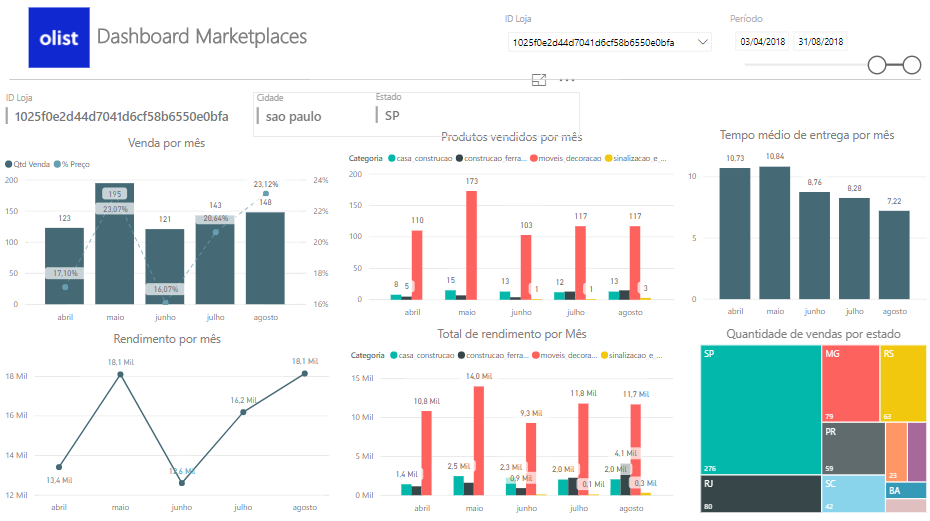 olist
Dashboard Marketplaces
ID Loja
1025f0e2d44d7041d6cf58b6550e0bfa
Período
03/04/2018
31/08/2018
ID Loja
1025f0e2d44d7041d6cf58b6550e0bfa
Cidade
sao paulo
Estado
SP
Venda por mês
Qtd Venda
% Preço
200
150
100
50
0
24%
22%
20%
18%
16%
123
195
121
143
148
17,10%
23,07%
16,07%
20,64%
23,12%
abril
maio
junho
julho
agosto
Produtos vendidos por mês
Categoria
casa_construcao
construcao_ferra...
moveis_decoracao
sinalizacao_e_...
200
150
100
50
0
8
5
110
15
173
13
103
1
12
117
1
13
117
3
abril
maio
junho
julho
agosto
Tempo médio de entrega por mês
10
5
0
10,73
10,84
8,76
8,28
7,22
abril
maio
junho
julho
agosto
Rendimento por mês
18 Mil
16 Mil
14 Mil
12 Mil
13,4 Mil
18,1 Mil
12,6 Mil
16,2 Mil
18,1 Mil
abril
maio
junho
julho
agosto
Total de rendimento por Mês
Categoria
casa_construcao
construcao_ferra...
moveis_decora...
sinalizacao_e_...
15 Mil
10 Mil
5 Mil
0 Mil
1,4 Mil
10,8 Mil
2,5 Mil
14,0 Mil
2,3 Mil
0,9 Mil
9,3 Mil
2,0 Mil
11,8 Mil
0,1 Mil
2,0 Mil
4,1 Mil
11,7 Mil
0,3 Mil
abril
maio
junho
julho
agosto
Quantidade de vendas por estado
SP
276
RJ
80
MG
79
PR
59
SC
42
RS
63
23
BA